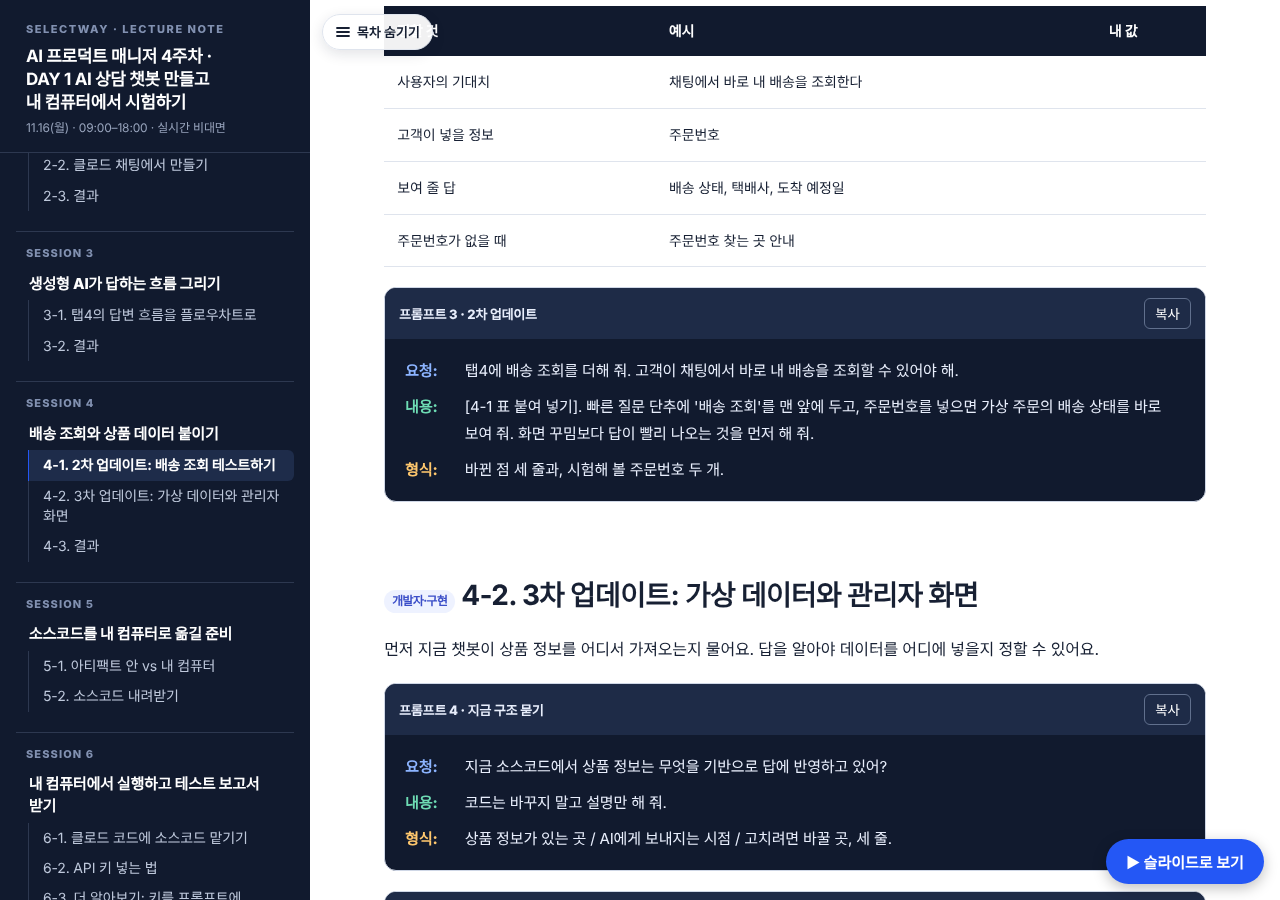 SELECTWAY · LECTURE NOTE
AI 프로덕트 매니저 4주차 ·
DAY 1 AI 상담 챗봇 만들고
내 컴퓨터에서 시험하기
11.16(월) · 09:00–18:00 · 실시간 비대면
2-2. 클로드 채팅에서 만들기
2-3. 결과
SESSION 3
생성형 AI가 답하는 흐름 그리기
3-1. 탭4의 답변 흐름을 플로우차트로
3-2. 결과
SESSION 4
배송 조회와 상품 데이터 붙이기
4-1. 2차 업데이트: 배송 조회 테스트하기
4-2. 3차 업데이트: 가상 데이터와 관리자
화면
4-3. 결과
SESSION 5
소스코드를 내 컴퓨터로 옮길 준비
5-1. 아티팩트 안 vs 내 컴퓨터
5-2. 소스코드 내려받기
SESSION 6
내 컴퓨터에서 실행하고 테스트 보고서
받기
6-1. 클로드 코드에 소스코드 맡기기
6-2. API 키 넣는 법
6-3. 더 알아보기: 키를 프롬프트에
목차 숨기기
예시
내 값
사용자의 기대치
채팅에서 바로 내 배송을 조회한다
고객이 넣을 정보
주문번호
보여 줄 답
배송 상태, 택배사, 도착 예정일
주문번호가 없을 때
주문번호 찾는 곳 안내
프롬프트 3 · 2차 업데이트
복사
요청: 탭4에 배송 조회를 더해 줘. 고객이 채팅에서 바로 내 배송을 조회할 수 있어야 해.
내용: [4-1 표 붙여 넣기]. 빠른 질문 단추에 '배송 조회'를 맨 앞에 두고, 주문번호를 넣으면 가상 주문의 배송 상태를 바로
보여 줘. 화면 꾸밈보다 답이 빨리 나오는 것을 먼저 해 줘.
형식: 바뀐 점 세 줄과, 시험해 볼 주문번호 두 개.
개발자·구현
4-2. 3차 업데이트: 가상 데이터와 관리자 화면
먼저 지금 챗봇이 상품 정보를 어디서 가져오는지 물어요. 답을 알아야 데이터를 어디에 넣을지 정할 수 있어요.
프롬프트 4 · 지금 구조 묻기
복사
요청: 지금 소스코드에서 상품 정보는 무엇을 기반으로 답에 반영하고 있어?
내용: 코드는 바꾸지 말고 설명만 해 줘.
형식: 상품 정보가 있는 곳 / AI에게 보내지는 시점 / 고치려면 바꿀 곳, 세 줄.
▶ 슬라이드로 보기